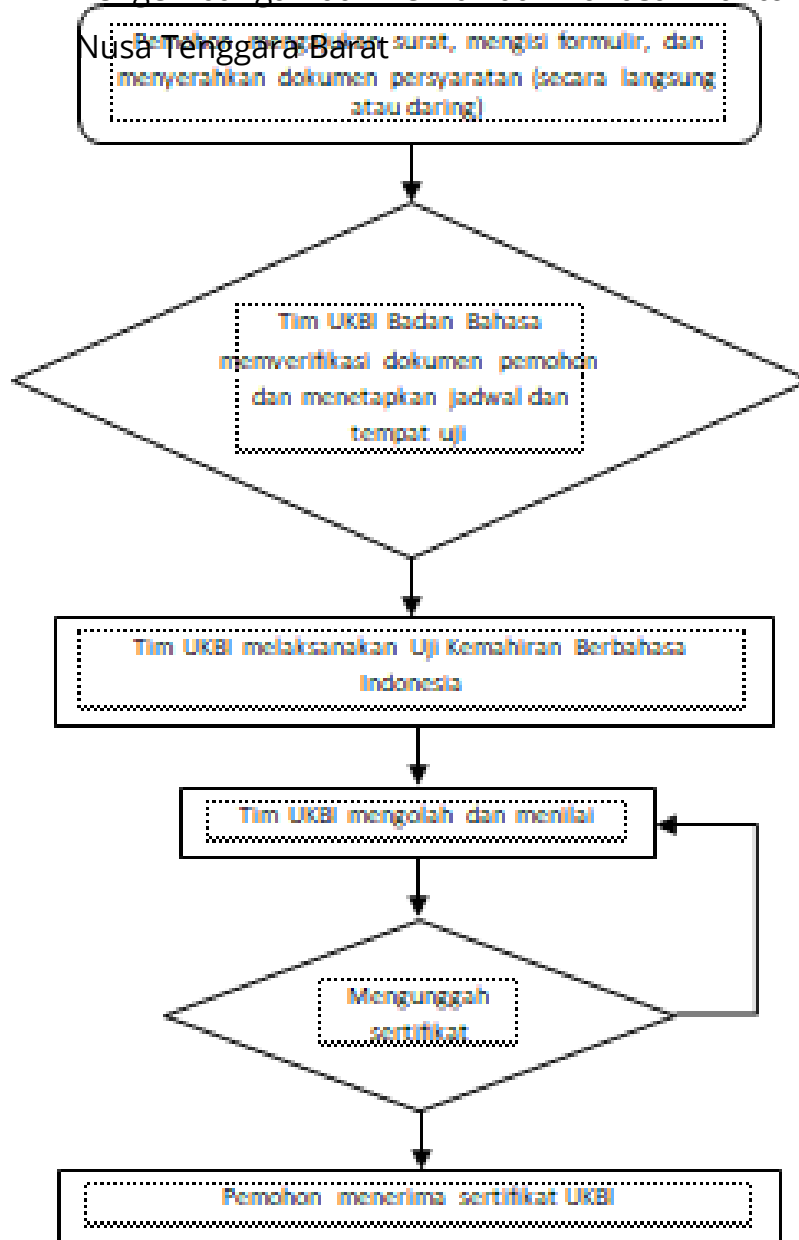 Nusa Tenggara Barat
surat, mengisi formulir, dan
menyerahkan dokumen persyaratan (secara langsung
atau daring)
Tim UKBI Badan Bahasa
memverifikasi dokumen pemohon
dan menetapkan jadwal dan
tempat uji
Tim UKBI melaksanakan Uji Kemahiran Berbahasa
Indonesia
Tim UKBI mengolah dan menilai
Mengunggah
sertifikat
Pemohon menerima sertifikat UKBI